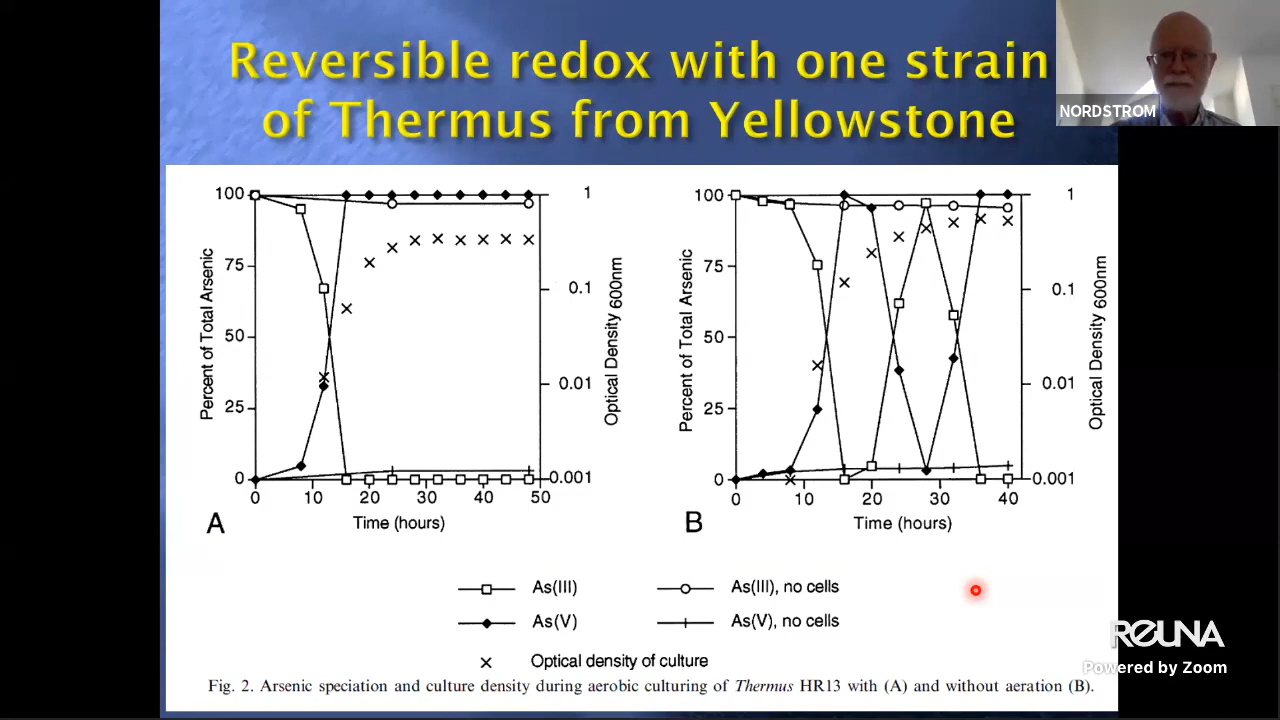 Reversible redox with one strain
of Thermus from Yellowstone
NORDSTROM
100
75
50
25
0
Percent of Total Arsenic
1
0.1
0.01
0.001
Optical Density 600nm
0 10 20 30 40 50
Time (hours)
A
100
75
50
25
0
Percent of Total Arsenic
1
0.1
0.01
0.001
Optical Density 600nm
0 10 20 30 40
Time (hours)
B
As(III)
As(III), no cells
As(V)
As(V), no cells
Optical density of culture
REUNA
Powered by Zoom
Fig. 2. Arsenic speciation and culture density during aerobic culturing of Thermus HR13 with (A) and without aeration (B).